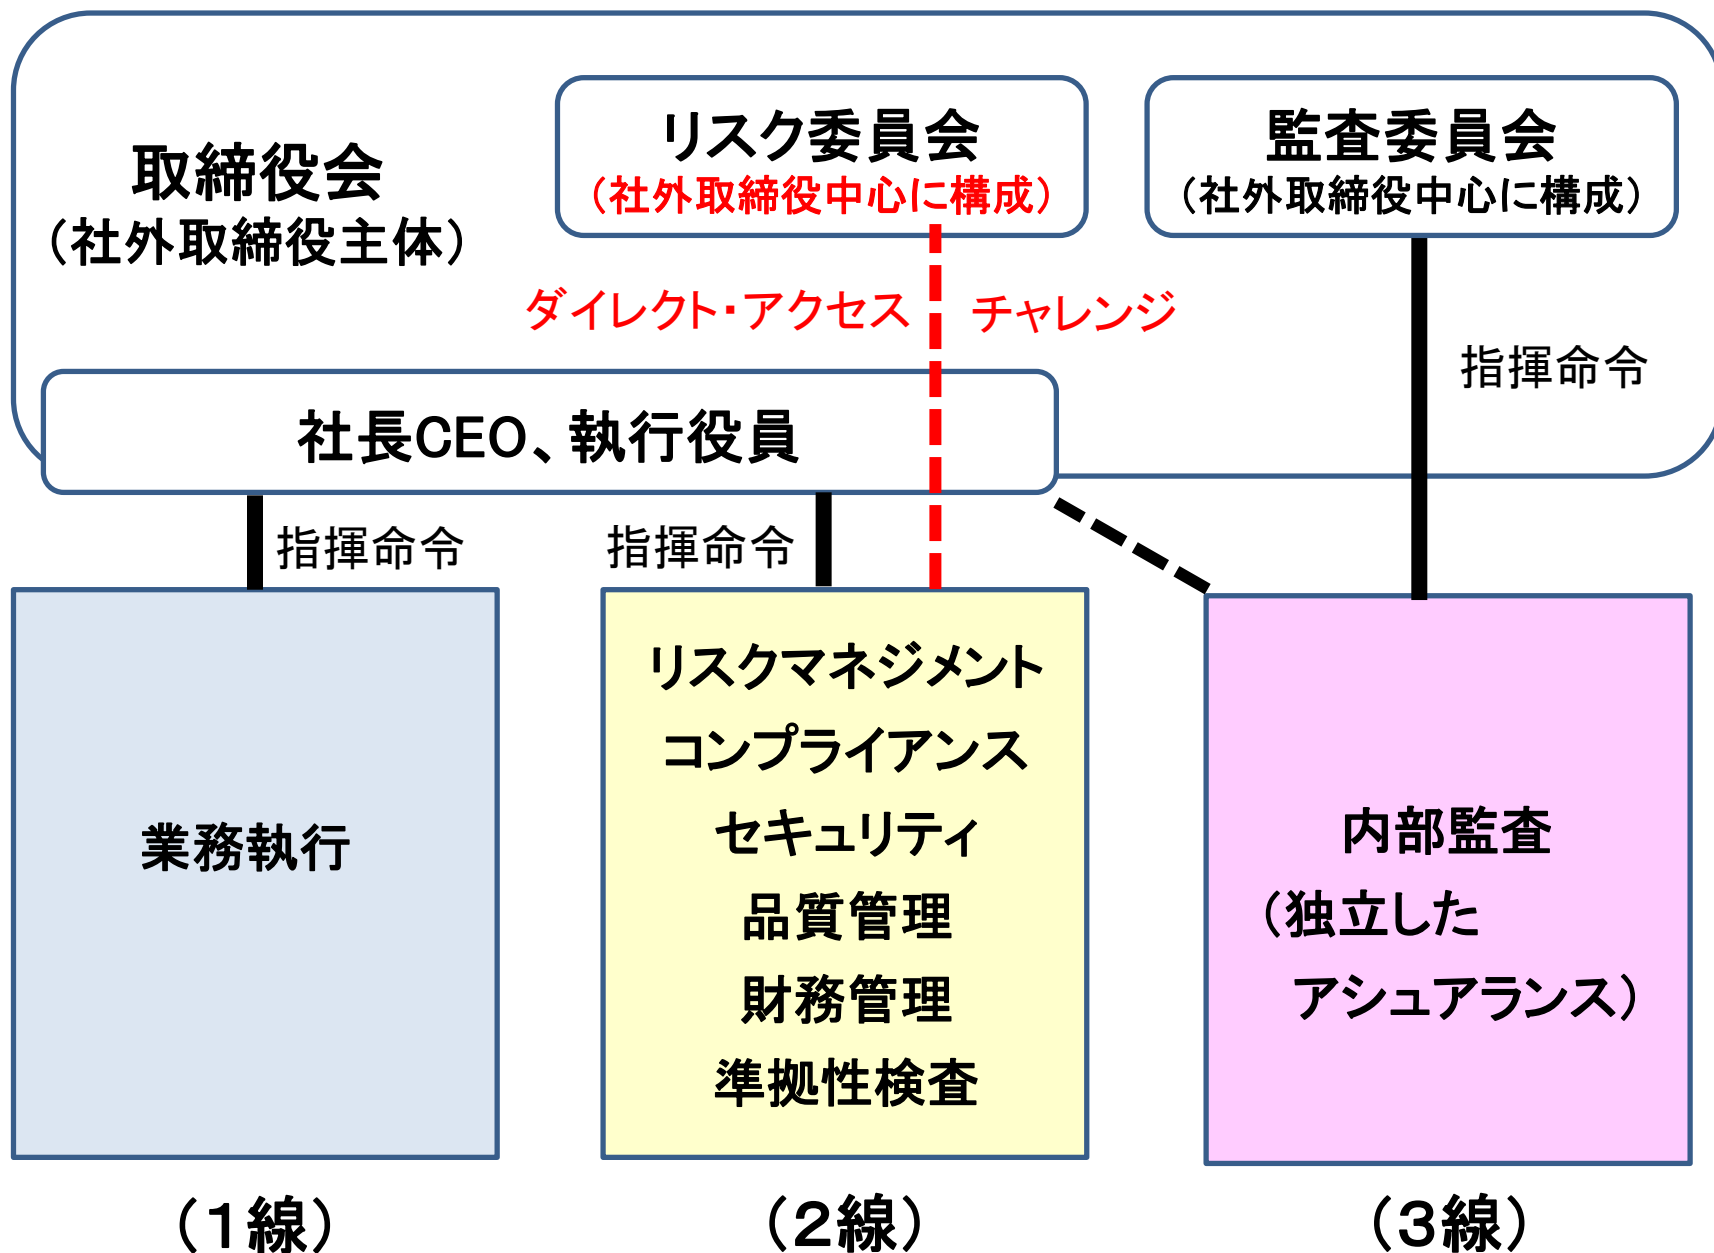 取締役会
（社外取締役主体）
リスク委員会
（社外取締役中心に構成）
監査委員会
（社外取締役中心に構成）
ダイレクト・アクセス
チャレンジ
指揮命令
社長CEO、執行役員
指揮命令
指揮命令
業務執行
リスクマネジメント
コンプライアンス
セキュリティ
品質管理
財務管理
準拠性検査
内部監査
（独立した
アシュアランス）
（１線）
（２線）
（３線）